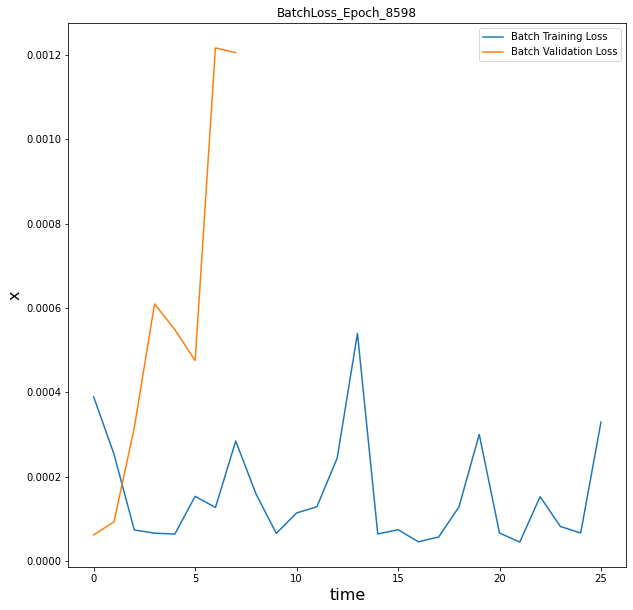 BatchLoss_Epoch_8598
Batch Training Loss
Batch Validation Loss
0.0012
0.0010
0.0008
0.0006
0.0004
0.0002
0.0000
x
0
5
10
15
20
25
time